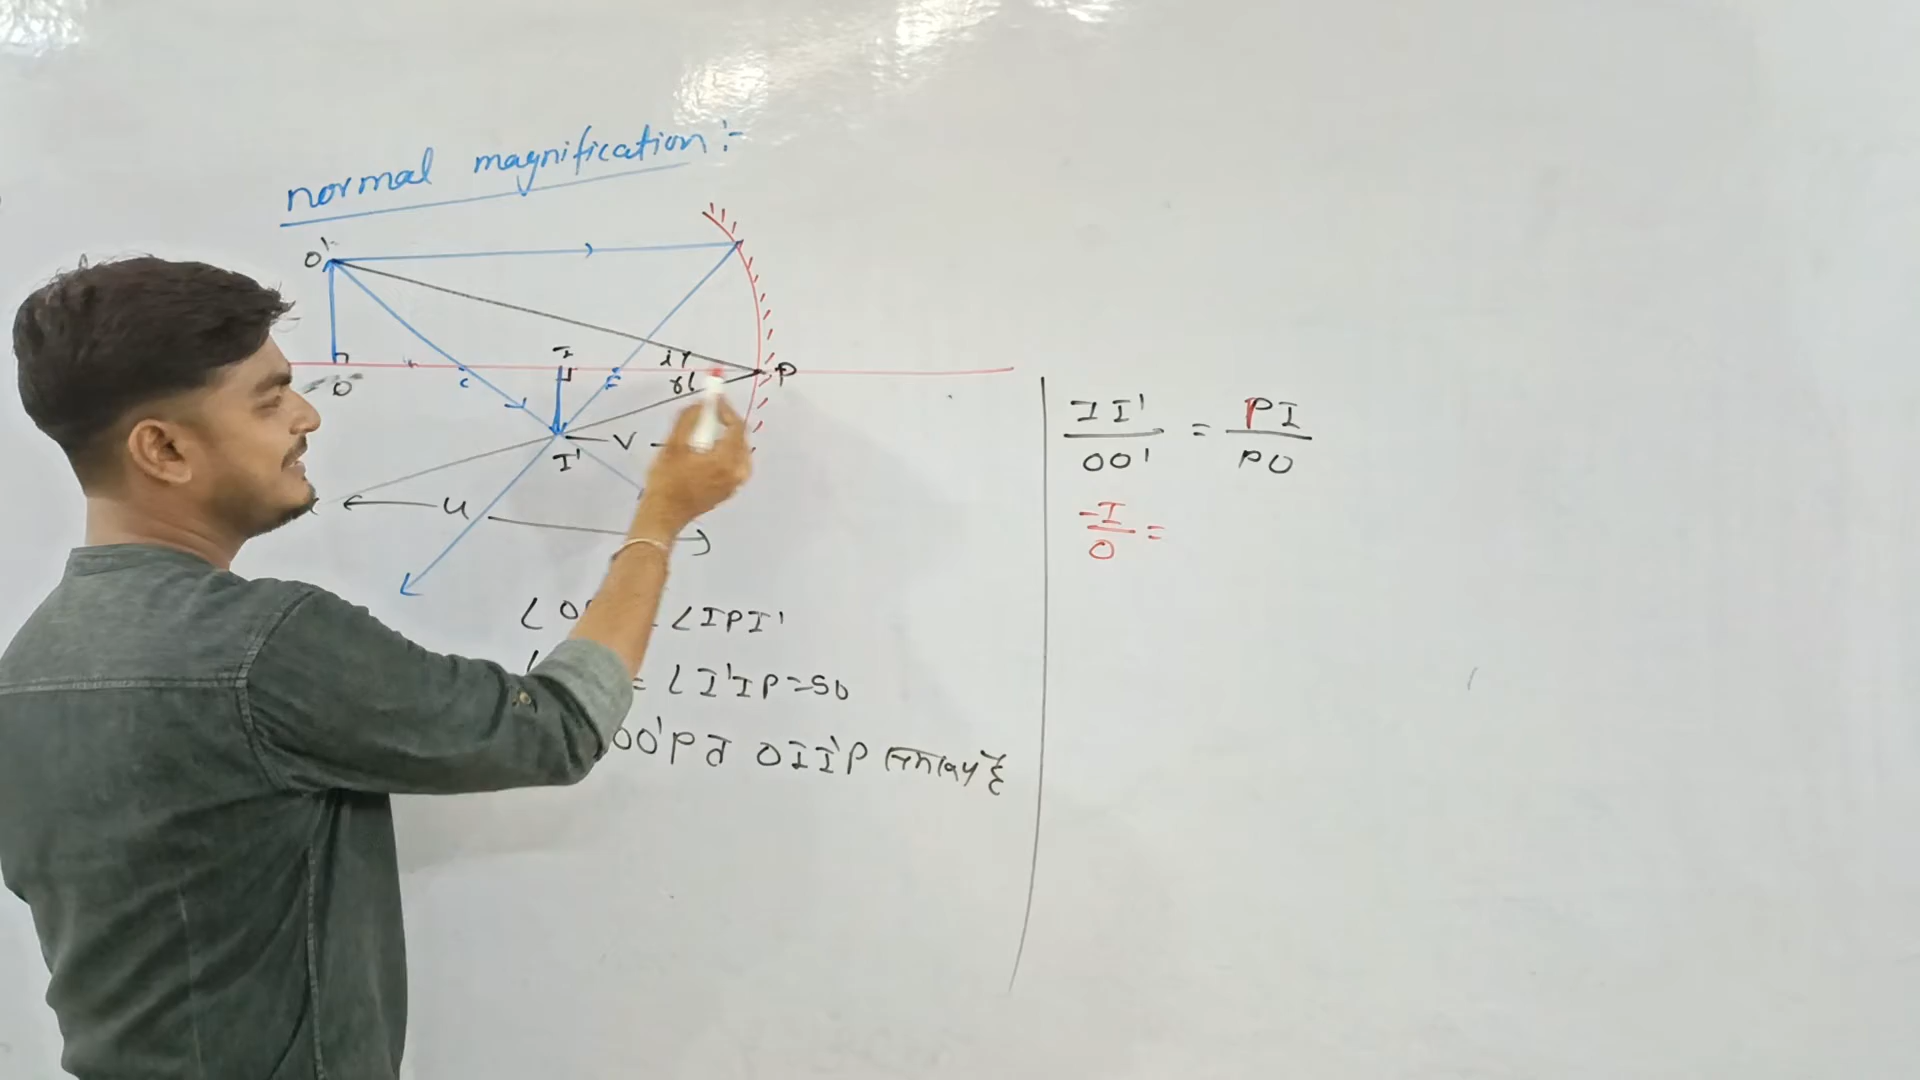 normal magnification :-
O'
I
i
r
P
O
C
F
I'
V
u
∠ O ∠IPI'
= ∠I'IP=90
OO'P व OII'P समरूप है
II'/OO' = PI/PO
-I/O =